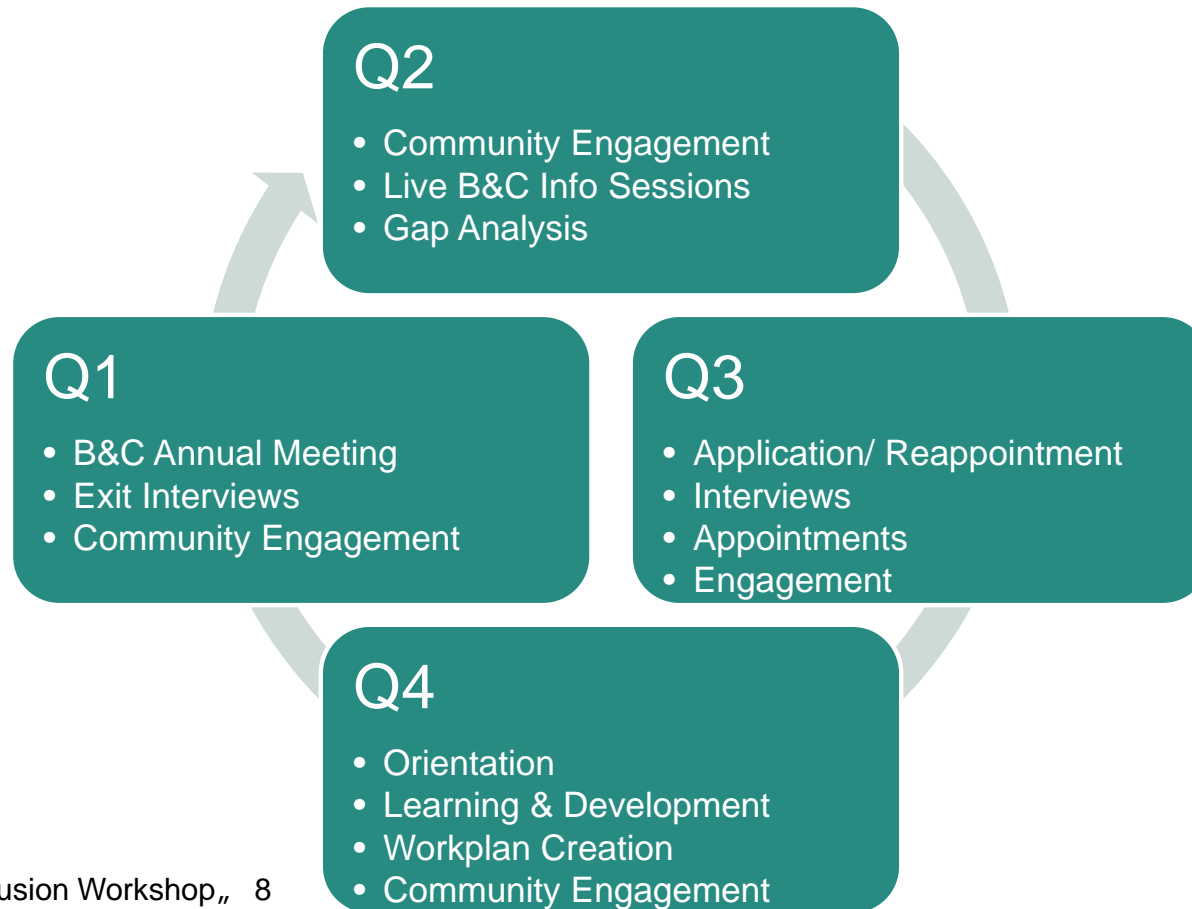 Q2
• Community Engagement
• Live B&C Info Sessions
• Gap Analysis
Q1
• B&C Annual Meeting
• Exit Interviews
• Community Engagement
Q3
• Application/ Reappointment
• Interviews
• Appointments
• Engagement
Q4
• Orientation
• Learning & Development
• Workplan Creation
• Community Engagement
usion Workshop„ 8